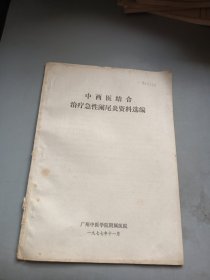 中西医结合
治疗急性阑尾炎资料选编
广州中医学院附属医院
一九七七年十一月